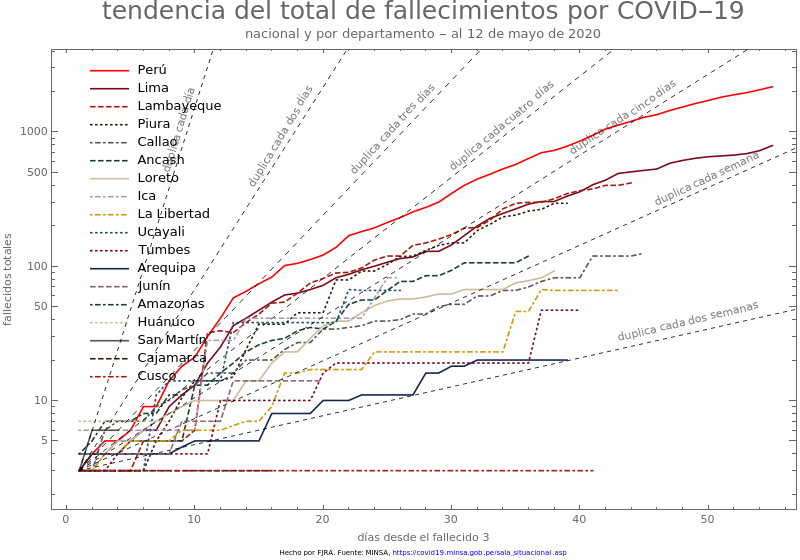 tendencia del total de fallecimientos por COVID−19
nacional y por departamento − al 12 de mayo de 2020
Perú
Lima
Lambayeque
Piura
Callao
Ancash
Loreto
Ica
La Libertad
Ucayali
Túmbes
Arequipa
Junín
Amazonas
Huánuco
San Martín
Cajamarca
Cusco
duplica cada día
duplica cada dos días
duplica cada tres días
duplica cada cuatro días
duplica cada cinco días
duplica cada semana
duplica cada dos semanas
fallecidos totales
1000
500
100
50
10
5
0 10 20 30 40 50
días desde el fallecido 3
Hecho por FJRA. Fuente: MINSA, https://covid19.minsa.gob.pe/sala_situacional.asp